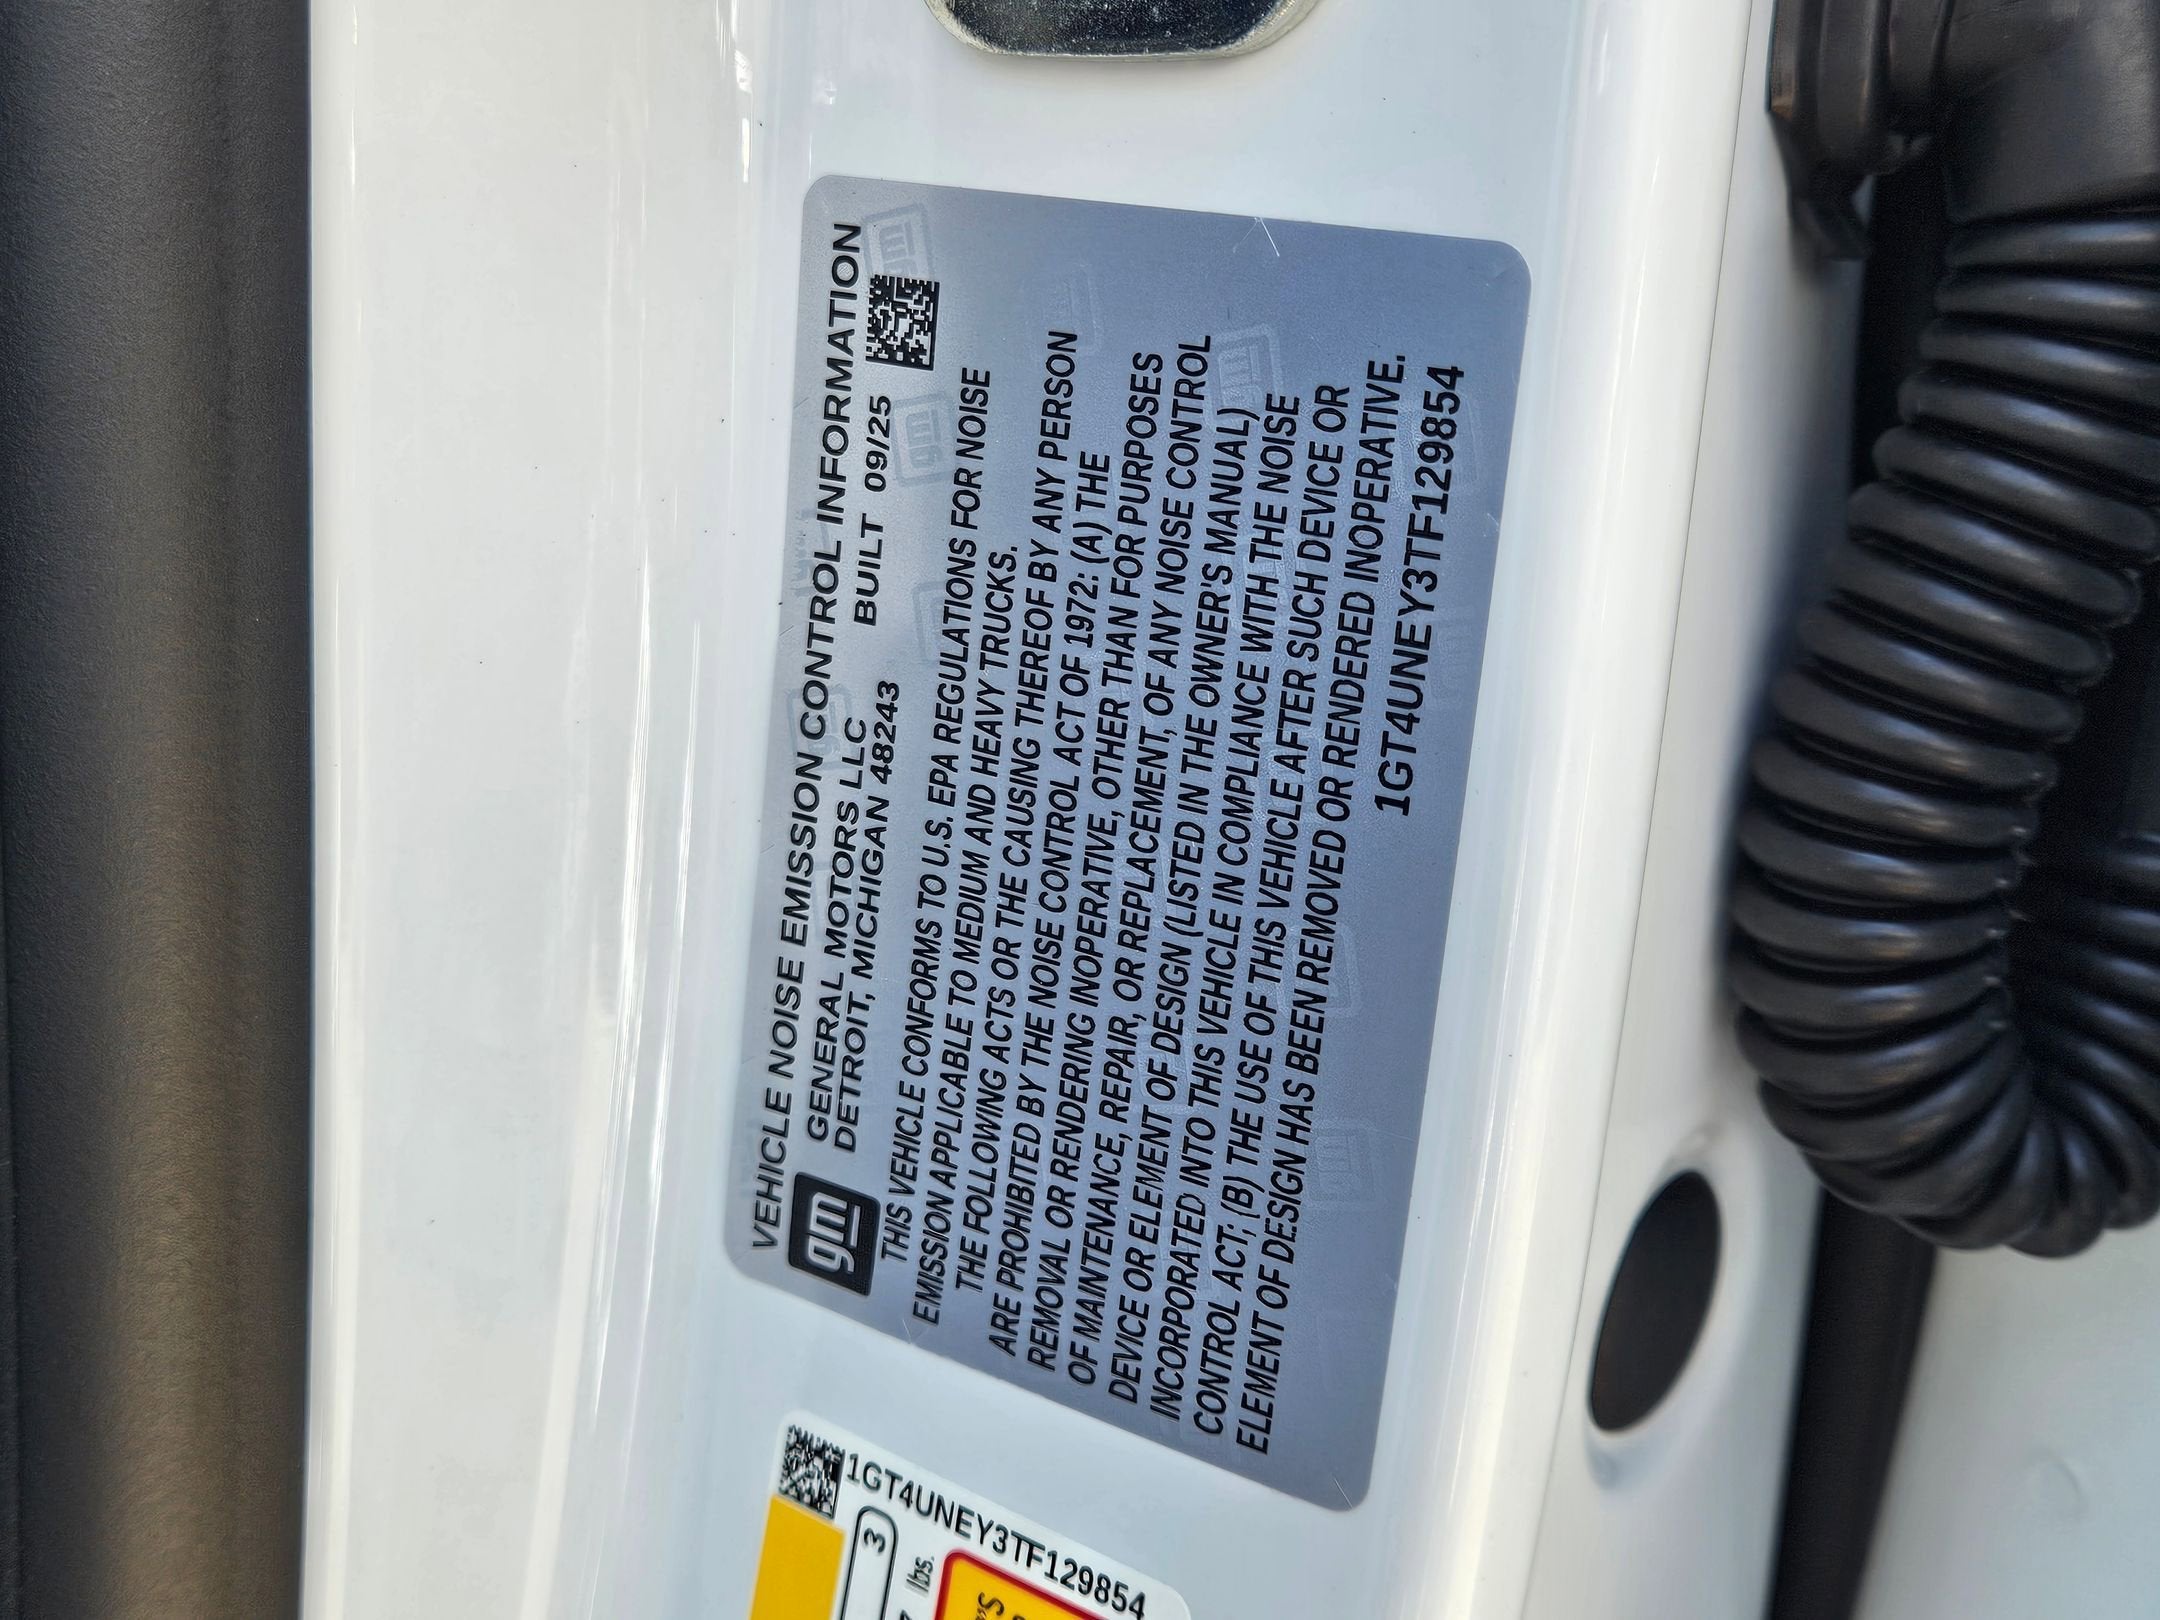 VEHICLE NOISE EMISSION CONTROL INFORMATION
gm
GENERAL MOTORS LLC
DETROIT, MICHIGAN 48243
BUILT 09/25
THIS VEHICLE CONFORMS TO U.S. EPA REGULATIONS FOR NOISE
EMISSION APPLICABLE TO MEDIUM AND HEAVY TRUCKS.
THE FOLLOWING ACTS OR THE CAUSING THEREOF BY ANY PERSON
ARE PROHIBITED BY THE NOISE CONTROL ACT OF 1972: (A) THE
REMOVAL OR RENDERING INOPERATIVE, OTHER THAN FOR PURPOSES
OF MAINTENANCE, REPAIR, OR REPLACEMENT, OF ANY NOISE CONTROL
DEVICE OR ELEMENT OF DESIGN (LISTED IN THE OWNER'S MANUAL)
INCORPORATED INTO THIS VEHICLE IN COMPLIANCE WITH THE NOISE
CONTROL ACT; (B) THE USE OF THIS VEHICLE AFTER SUCH DEVICE OR
ELEMENT OF DESIGN HAS BEEN REMOVED OR RENDERED INOPERATIVE.
1GT4UNEY3TF129854
1GT4UNEY3TF129854
3
lbs.